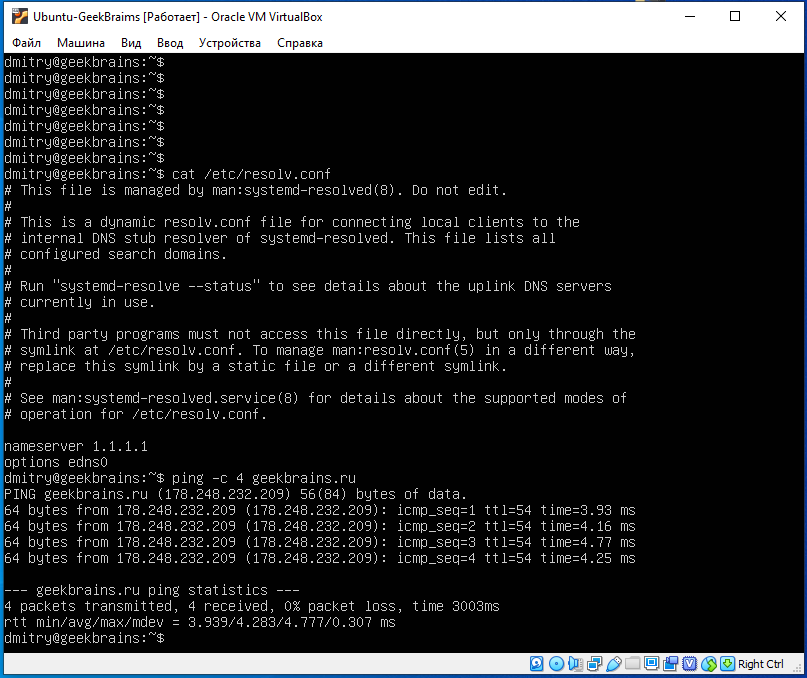 Ubuntu-GeekBraims [Работает] - Oracle VM VirtualBox
Файл Машина Вид Ввод Устройства Справка
dmitry@geekbrains:~$
dmitry@geekbrains:~$
dmitry@geekbrains:~$
dmitry@geekbrains:~$
dmitry@geekbrains:~$
dmitry@geekbrains:~$
dmitry@geekbrains:~$
dmitry@geekbrains:~$ cat /etc/resolv.conf
# This file is managed by man:systemd-resolved(8). Do not edit.
#
# This is a dynamic resolv.conf file for connecting local clients to the
# internal DNS stub resolver of systemd-resolved. This file lists all
# configured search domains.
#
# Run "systemd-resolve --status" to see details about the uplink DNS servers
# currently in use.
#
# Third party programs must not access this file directly, but only through the
# symlink at /etc/resolv.conf. To manage man:resolv.conf(5) in a different way,
# replace this symlink by a static file or a different symlink.
#
# See man:systemd-resolved.service(8) for details about the supported modes of
# operation for /etc/resolv.conf.

nameserver 1.1.1.1
options edns0
dmitry@geekbrains:~$ ping -c 4 geekbrains.ru
PING geekbrains.ru (178.248.232.209) 56(84) bytes of data.
64 bytes from 178.248.232.209 (178.248.232.209): icmp_seq=1 ttl=54 time=3.93 ms
64 bytes from 178.248.232.209 (178.248.232.209): icmp_seq=2 ttl=54 time=4.16 ms
64 bytes from 178.248.232.209 (178.248.232.209): icmp_seq=3 ttl=54 time=4.77 ms
64 bytes from 178.248.232.209 (178.248.232.209): icmp_seq=4 ttl=54 time=4.25 ms

--- geekbrains.ru ping statistics ---
4 packets transmitted, 4 received, 0% packet loss, time 3003ms
rtt min/avg/max/mdev = 3.939/4.283/4.777/0.307 ms
dmitry@geekbrains:~$
Right Ctrl